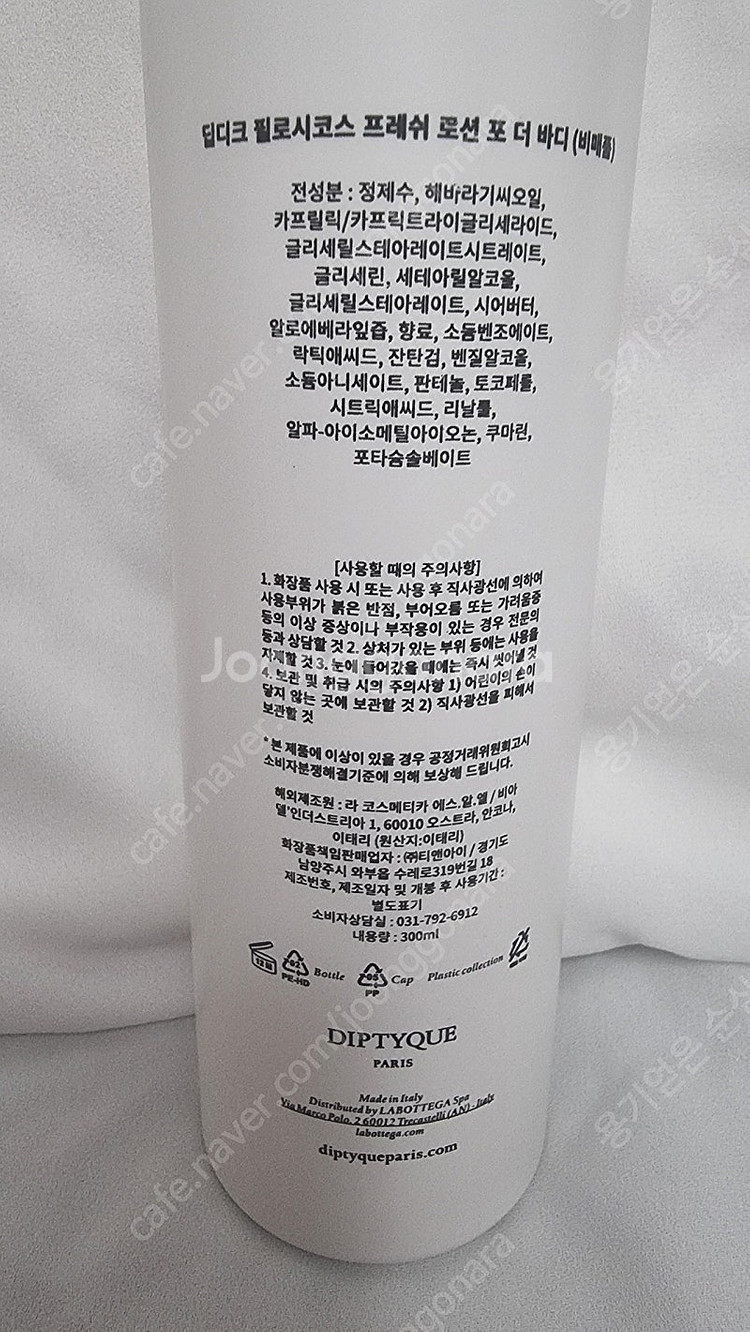 딥디크 필로시코스 프레쉬 로션 포 더 바디 (비매품)
전성분 : 정제수, 해바라기씨오일,
카프릴릭/카프릭트라이글리세라이드,
글리세릴스테아레이트시트레이트,
글리세린, 세테아릴알코올,
글리세릴스테아레이트, 시어버터,
알로에베라잎즙, 향료, 소듐벤조에이트,
락틱애씨드, 잔탄검, 벤질알코올,
소듐아니세이트, 판테놀, 토코페롤,
시트릭애씨드, 리날룰,
알파-아이소메틸아이오논, 쿠마린,
포타슘솔베이트
[사용할 때의 주의사항]
1. 화장품 사용 시 또는 사용 후 직사광선에 의하여
사용부위가 붉은 반점, 부어오름 또는 가려움증
등의 이상 증상이나 부작용이 있는 경우 전문의
등과 상담할 것 2. 상처가 있는 부위 등에는 사용을
자제할 것 3. 눈에 들어갔을 때에는 즉시 씻어낼 것
4. 보관 및 취급 시의 주의사항 1) 어린이의 손이
닿지 않는 곳에 보관할 것 2) 직사광선을 피해서
보관할 것
* 본 제품에 이상이 있을 경우 공정거래위원회고시
소비자분쟁해결기준에 의해 보상해 드립니다.
해외제조원 : 라 코스메티카 에스.알.엘 / 비아
델'인더스트리아 1, 60010 오스트라, 안코나,
이태리 (원산지:이태리)
화장품책임판매업자 : ㈜티앤아이 / 경기도
남양주시 와부읍 수레로319번길 18
제조번호, 제조일자 및 개봉 후 사용기간 :
별도표기
소비자상담실 : 031-792-6912
내용량 : 300ml
12 M 02 PE-HD Bottle 05 PP Cap Plastic collection
DIPTYQUE
PARIS
Made in Italy
Distributed by LABOTTEGA Spa
Via Marco Polo, 2 60012 Trecastelli (AN) - Italy
labottega.com
diptyqueparis.com
cafe.naver.com/joonggonara